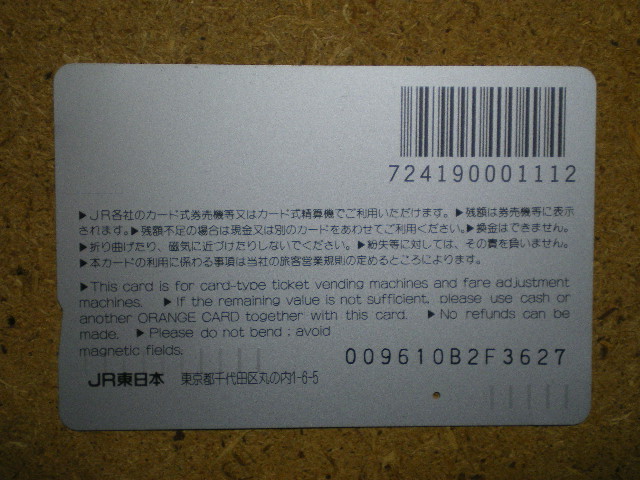 724190001112
▶JR各社のカード式券売機等又はカード式精算機でご利用いただけます。▶残額は券売機等に表示
されます。▶残額不足の場合は現金又は別のカードをあわせてご利用ください。▶換金はできません。
▶折り曲げたり、磁気に近づけたりしないでください。▶紛失等に対しては、その責を負いません。
▶本カードの利用に係わる事項は当社の旅客営業規則の定めるところによります。
▶This card is for card-type ticket vending machines and fare adjustment
machines. ▶If the remaining value is not sufficient, please use cash or
another ORANGE CARD together with this card. ▶No refunds can be
made. ▶Please do not bend ; avoid
magnetic fields.
009610B2F3627
JR東日本 東京都千代田区丸の内1-6-5